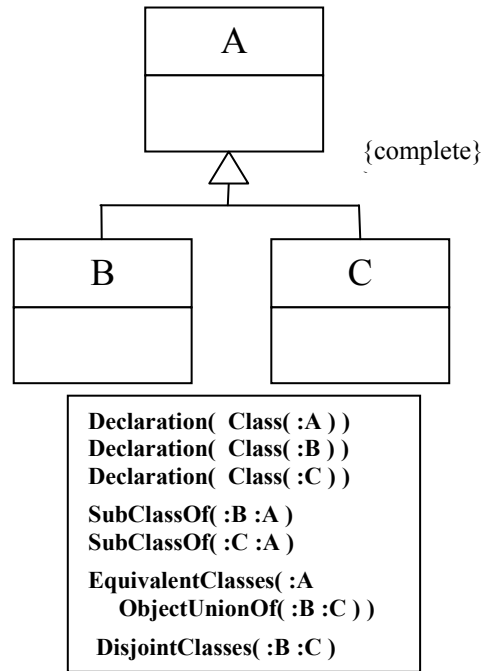 A
{complete}
B
C
Declaration( Class( :A ) )
Declaration( Class( :B ) )
Declaration( Class( :C ) )
SubClassOf( :B :A )
SubClassOf( :C :A )
EquivalentClasses( :A
ObjectUnionOf( :B :C ) )
DisjointClasses( :B :C )